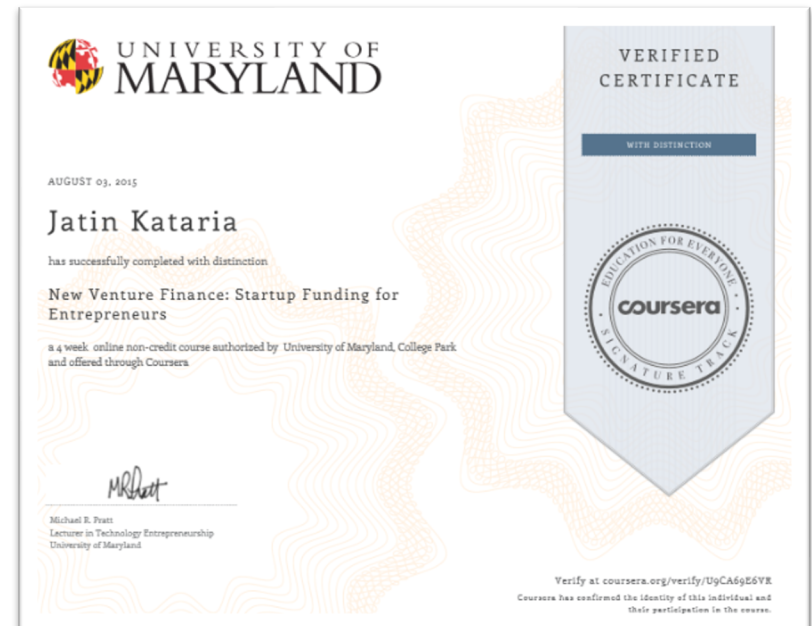 UNIVERSITY OF
MARYLAND
VERIFIED
CERTIFICATE
WITH DISTINCTION
AUGUST 03, 2015
Jatin Kataria
has successfully completed with distinction
New Venture Finance: Startup Funding for
Entrepreneurs
a 4 week online non-credit course authorized by University of Maryland, College Park
and offered through Coursera
EDUCATION FOR EVERYONE
coursera
SIGNATURE TRACK
MRPratt
Michael R. Pratt
Lecturer in Technology Entrepreneurship
University of Maryland
Verify at coursera.org/verify/U9CA69E6VR
Coursera has confirmed the identity of this individual and
their participation in the course.